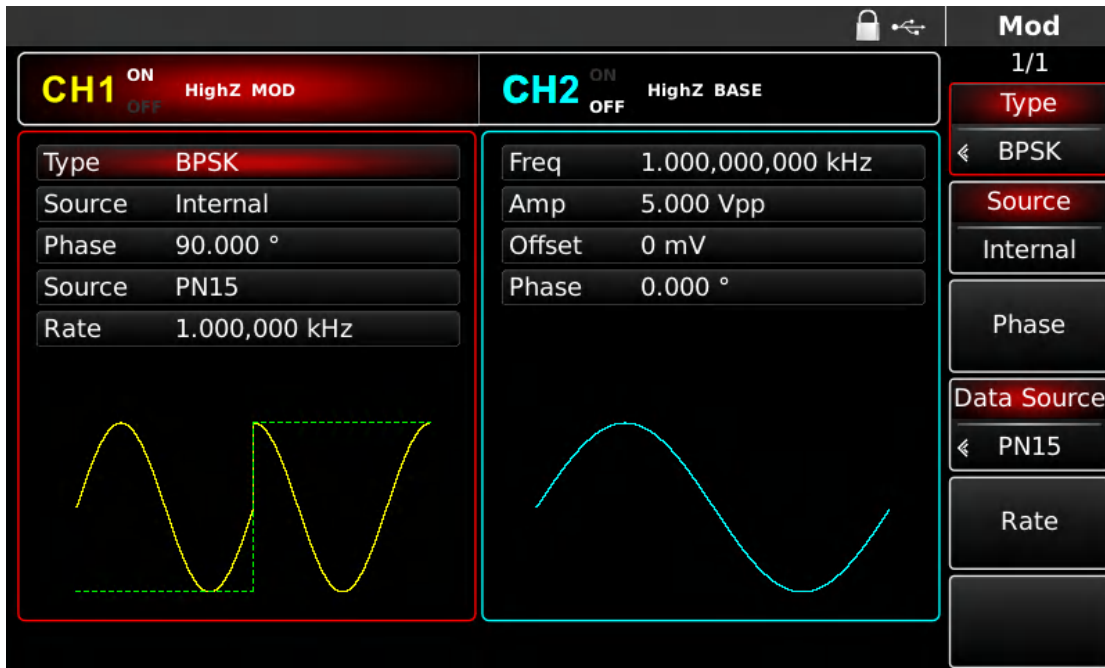 Mod
1/1
CH1 ON OFF HighZ MOD
CH2 ON OFF HighZ BASE
Type BPSK
Source Internal
Phase 90.000 °
Source PN15
Rate 1.000,000 kHz
Freq 1.000,000,000 kHz
Amp 5.000 Vpp
Offset 0 mV
Phase 0.000 °
Type
BPSK
Source
Internal
Phase
Data Source
PN15
Rate